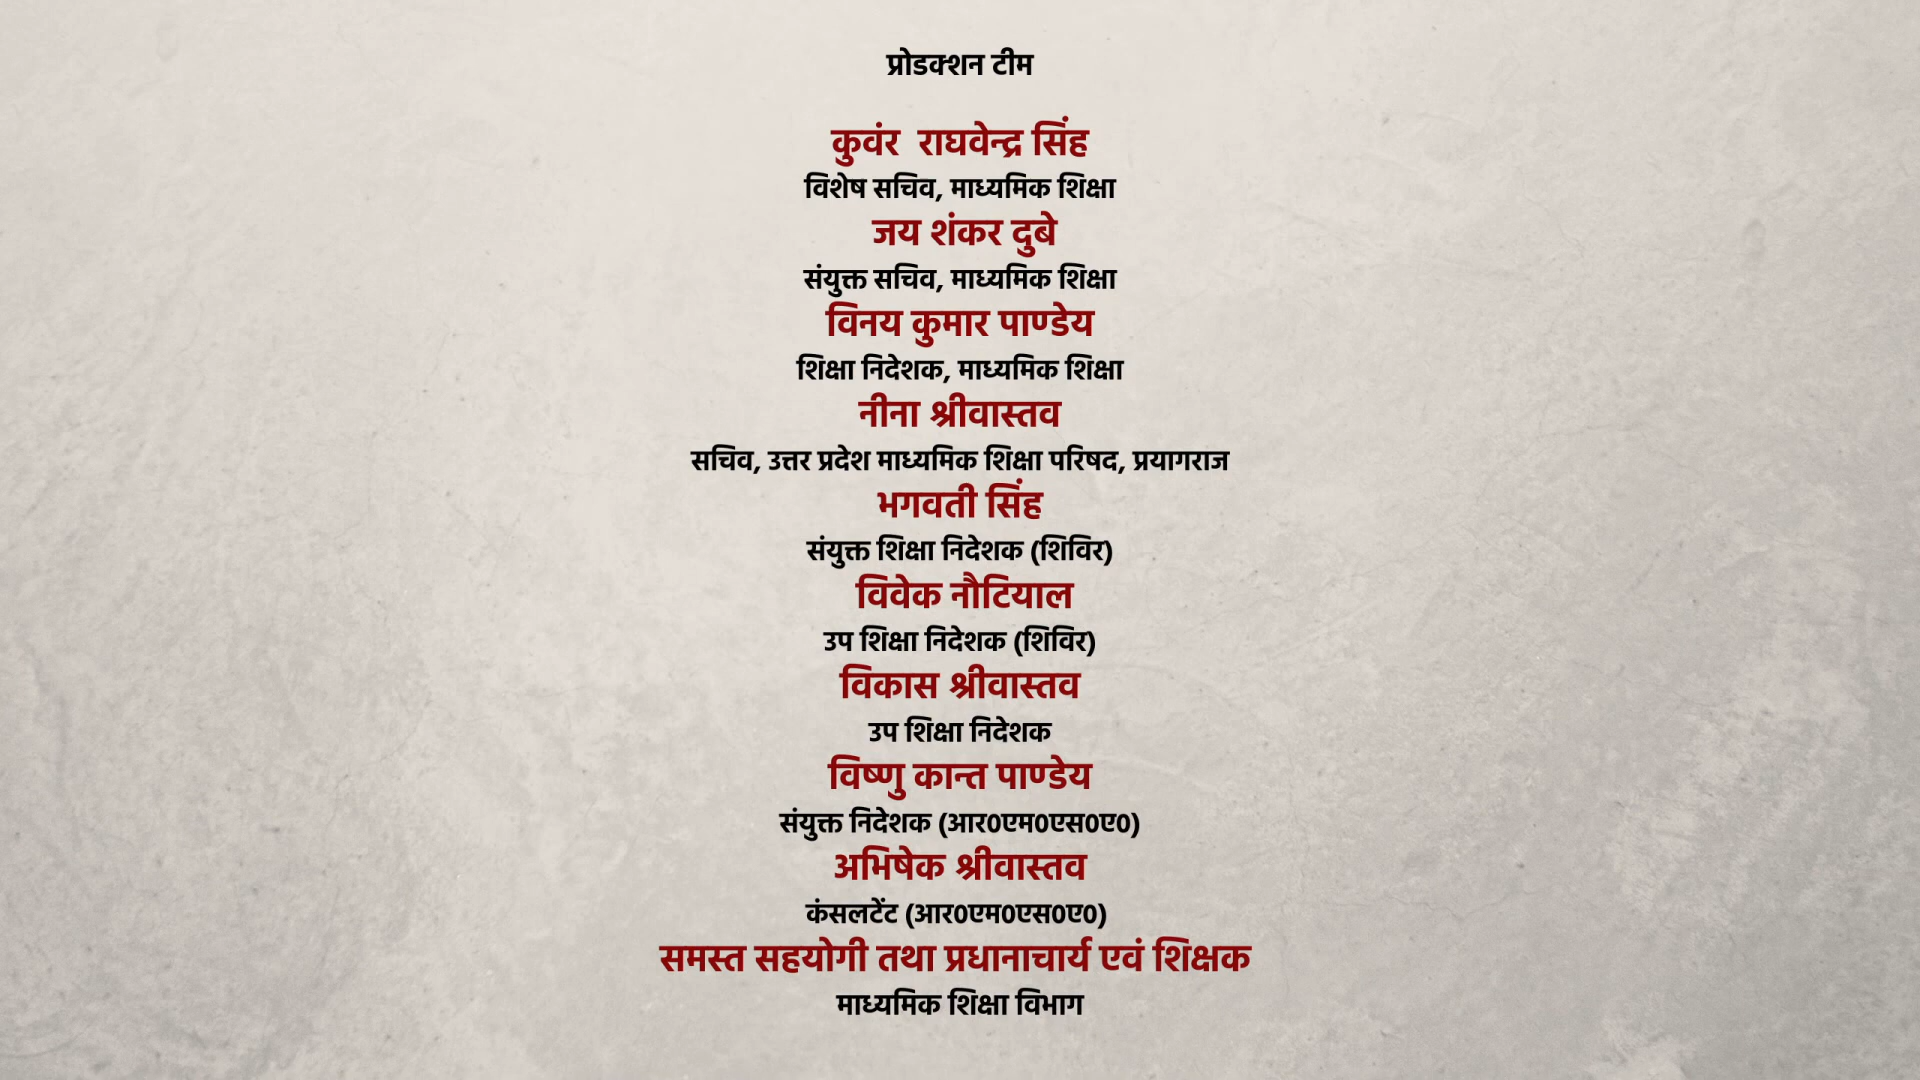 प्रोडक्शन टीम
कुवंर राघवेन्द्र सिंह
विशेष सचिव, माध्यमिक शिक्षा
जय शंकर दुबे
संयुक्त सचिव, माध्यमिक शिक्षा
विनय कुमार पाण्डेय
शिक्षा निदेशक, माध्यमिक शिक्षा
नीना श्रीवास्तव
सचिव, उत्तर प्रदेश माध्यमिक शिक्षा परिषद, प्रयागराज
भगवती सिंह
संयुक्त शिक्षा निदेशक (शिविर)
विवेक नौटियाल
उप शिक्षा निदेशक (शिविर)
विकास श्रीवास्तव
उप शिक्षा निदेशक
विष्णु कान्त पाण्डेय
संयुक्त निदेशक (आर0एम0एस0ए0)
अभिषेक श्रीवास्तव
कंसलटेंट (आर0एम0एस0ए0)
समस्त सहयोगी तथा प्रधानाचार्य एवं शिक्षक
माध्यमिक शिक्षा विभाग